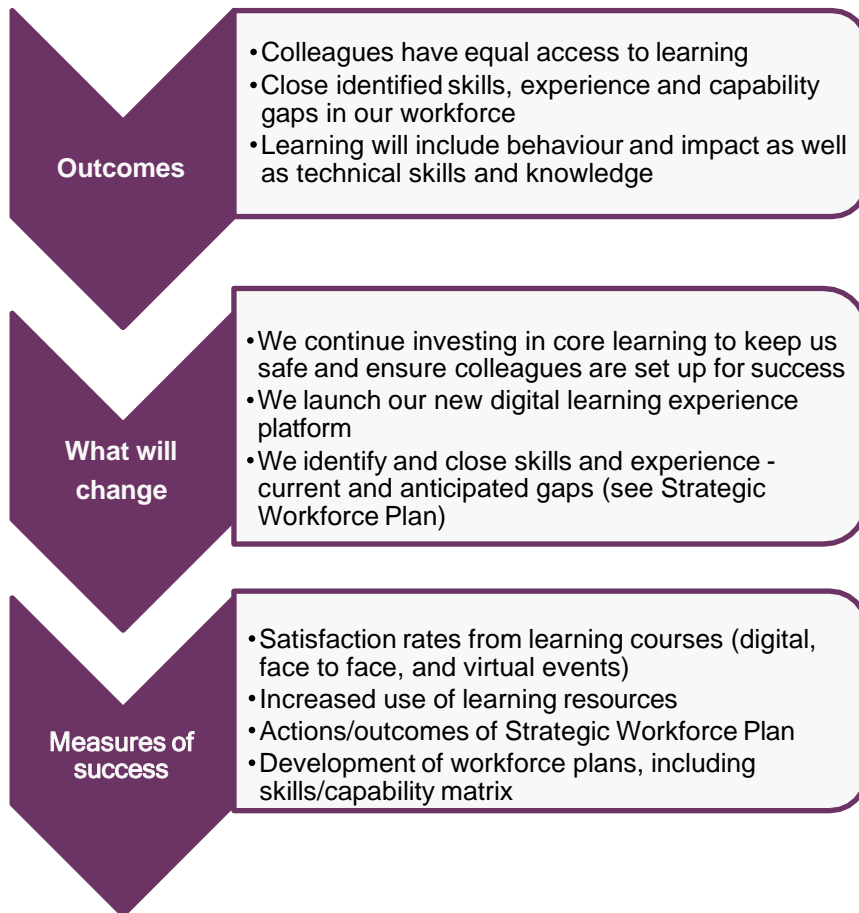 Outcomes
•Colleagues have equal access to learning
•Close identified skills, experience and capability
gaps in our workforce
•Learning will include behaviour and impact as well
as technical skills and knowledge
What will
change
•We continue investing in core learning to keep us
safe and ensure colleagues are set up for success
•We launch our new digital learning experience
platform
•We identify and close skills and experience -
current and anticipated gaps (see Strategic
Workforce Plan)
Measures of
success
•Satisfaction rates from learning courses (digital,
face to face, and virtual events)
•Increased use of learning resources
•Actions/outcomes of Strategic Workforce Plan
•Development of workforce plans, including
skills/capability matrix